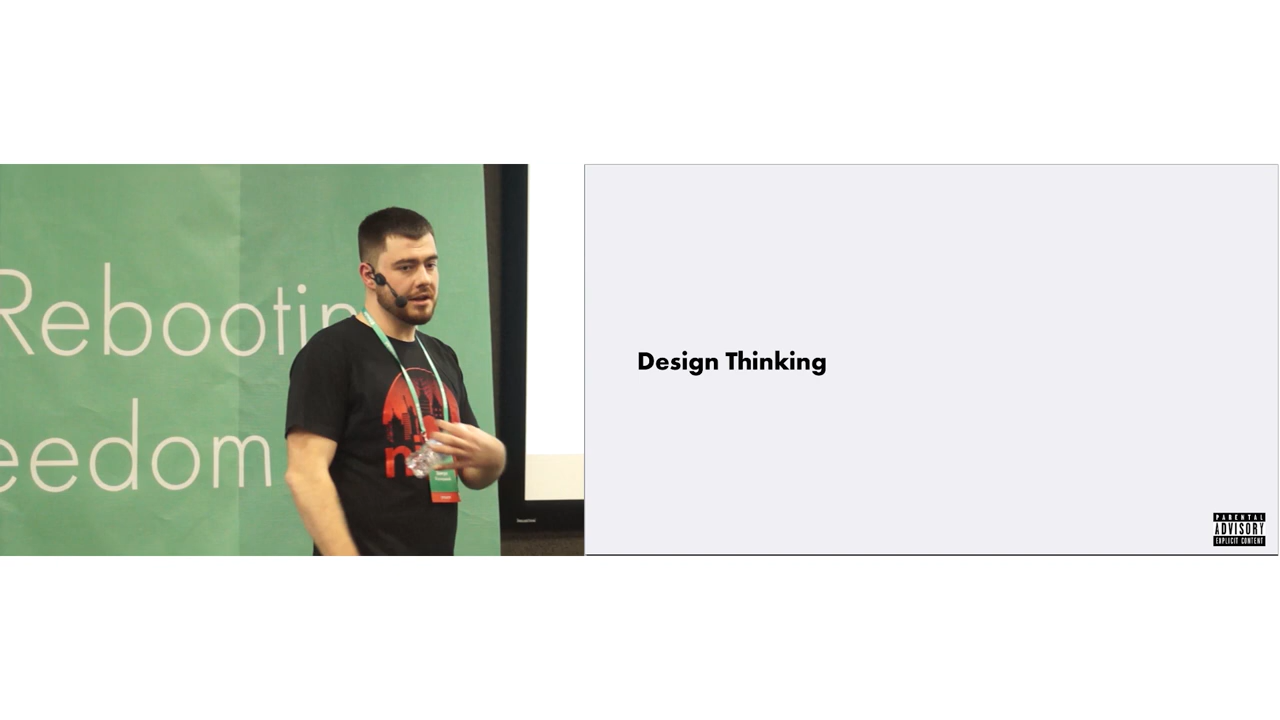 Rebootin
eedom
n
Design Thinking
PARENTAL
ADVISORY
EXPLICIT CONTENT